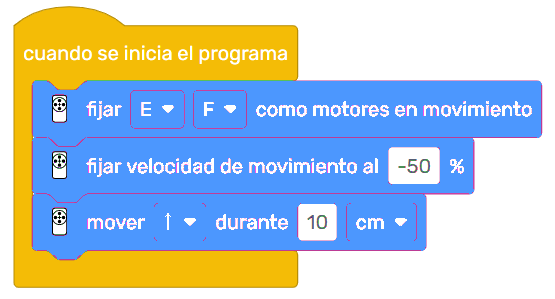 cuando se inicia el programa
fijar E F como motores en movimiento
fijar velocidad de movimiento al -50 %
mover ↑ durante 10 cm